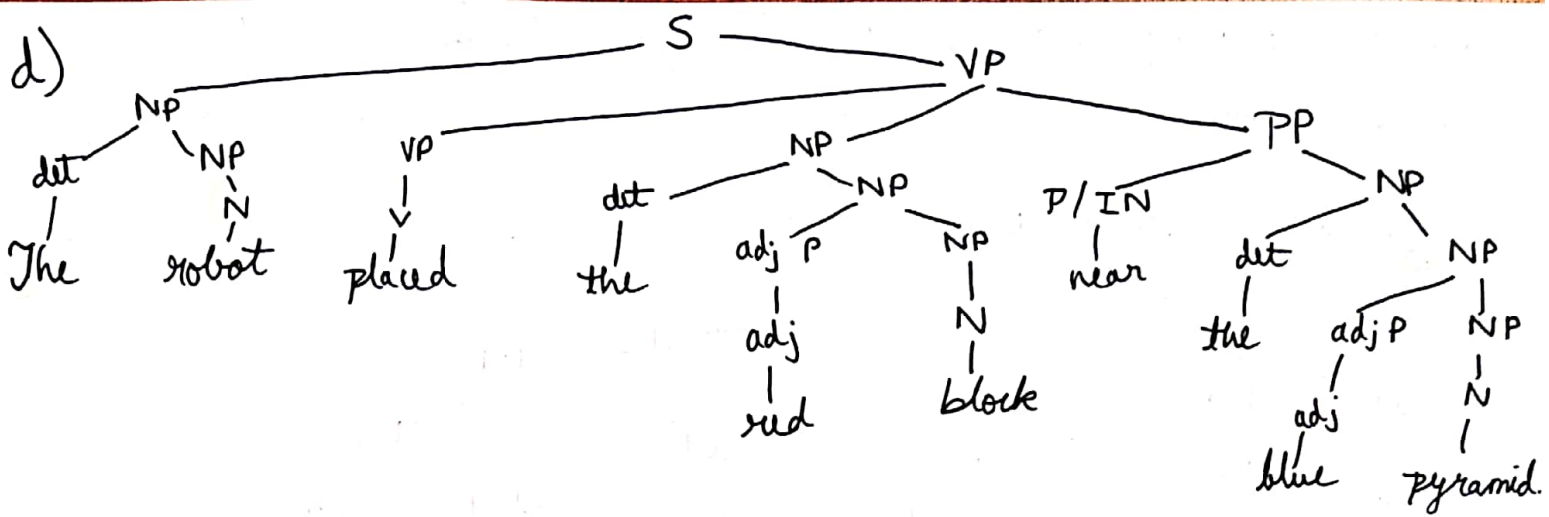 d) S
VP
NP
PP
VP NP
det NP NP
det P/IN NP
N
V adj P NP det NP
The robot placed the near
N
adj the adj P NP
block N
red adj
blue pyramid.